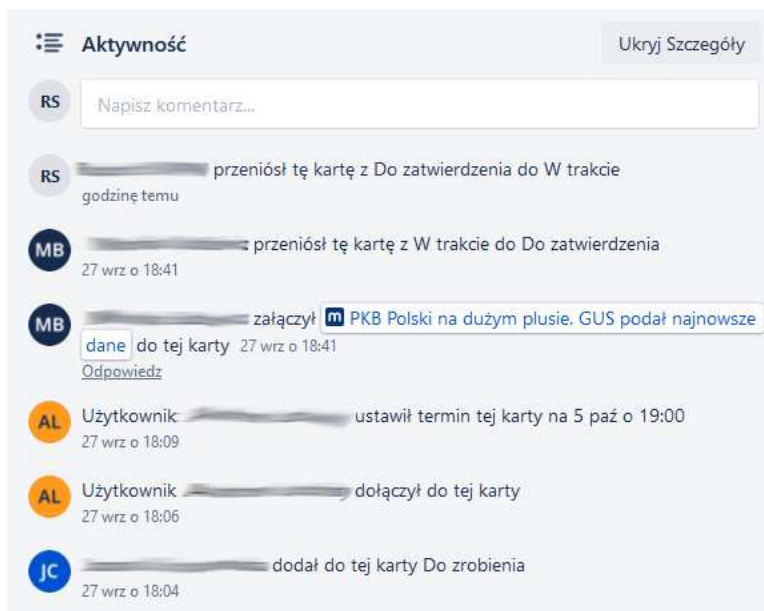 Aktywność
Ukryj Szczegóły
RS
Napisz komentarz...
RS
przeniósł tę kartę z Do zatwierdzenia do W trakcie
godzinę temu
MB
przeniósł tę kartę z W trakcie do Do zatwierdzenia
27 wrz o 18:41
MB
załączył m PKB Polski na dużym plusie. GUS podał najnowsze
dane do tej karty 27 wrz o 18:41
Odpowiedz
AL
Użytkownik ustawił termin tej karty na 5 paź o 19:00
27 wrz o 18:09
AL
Użytkownik dołączył do tej karty
27 wrz o 18:06
JC
dodał do tej karty Do zrobienia
27 wrz o 18:04